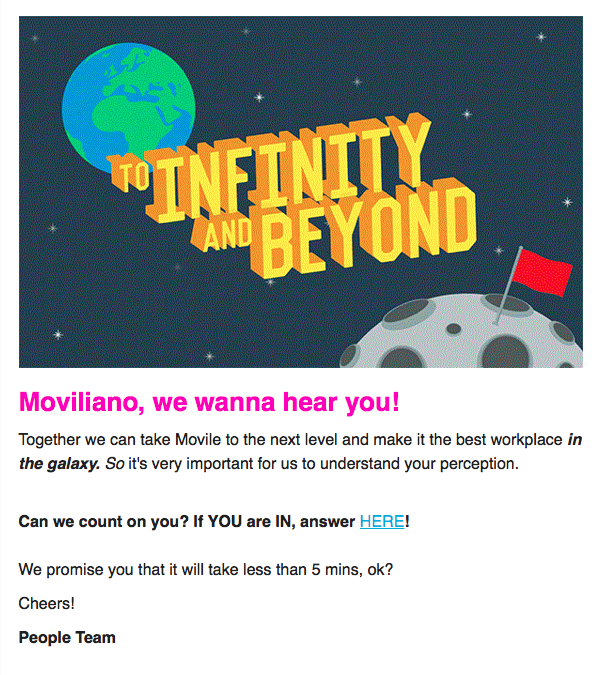 TO INFINITY
AND BEYOND
Moviliano, we wanna hear you!
Together we can take Movile to the next level and make it the best workplace in
the galaxy. So it's very important for us to understand your perception.
Can we count on you? If YOU are IN, answer HERE!
We promise you that it will take less than 5 mins, ok?
Cheers!
People Team